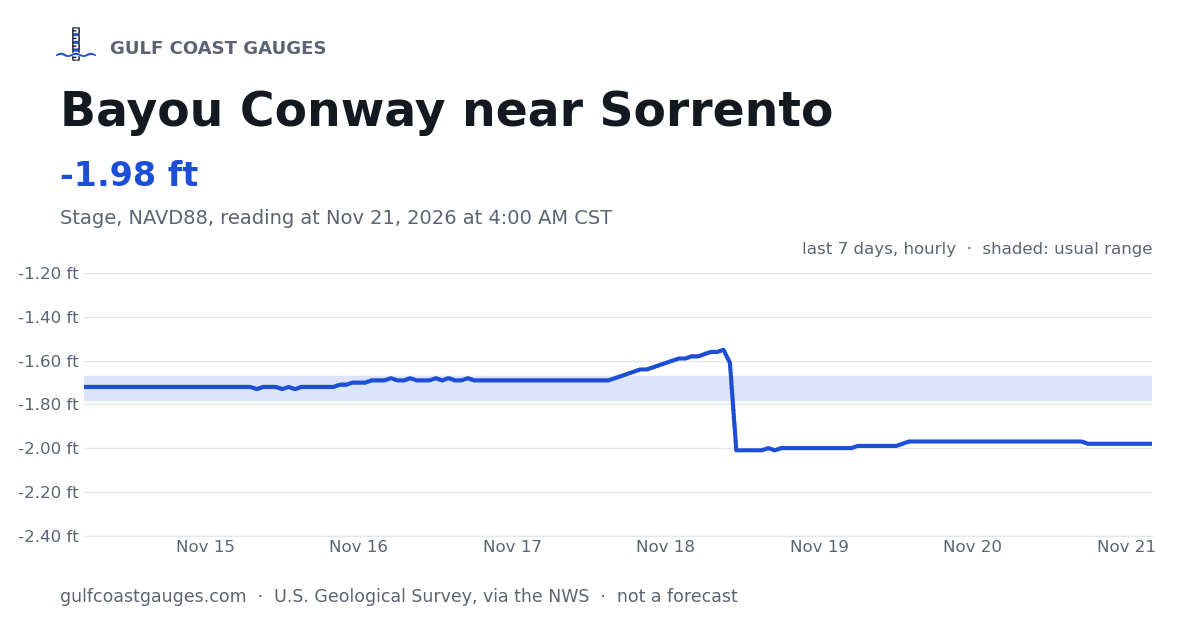 GULF COAST GAUGES
Bayou Conway near Sorrento
-1.98 ft
Stage, NAVD88, reading at Nov 21, 2026 at 4:00 AM CST
last 7 days, hourly · shaded: usual range
-1.20 ft
-1.40 ft
-1.60 ft
-1.80 ft
-2.00 ft
-2.20 ft
-2.40 ft
Nov 15 Nov 16 Nov 17 Nov 18 Nov 19 Nov 20 Nov 21
gulfcoastgauges.com · U.S. Geological Survey, via the NWS · not a forecast